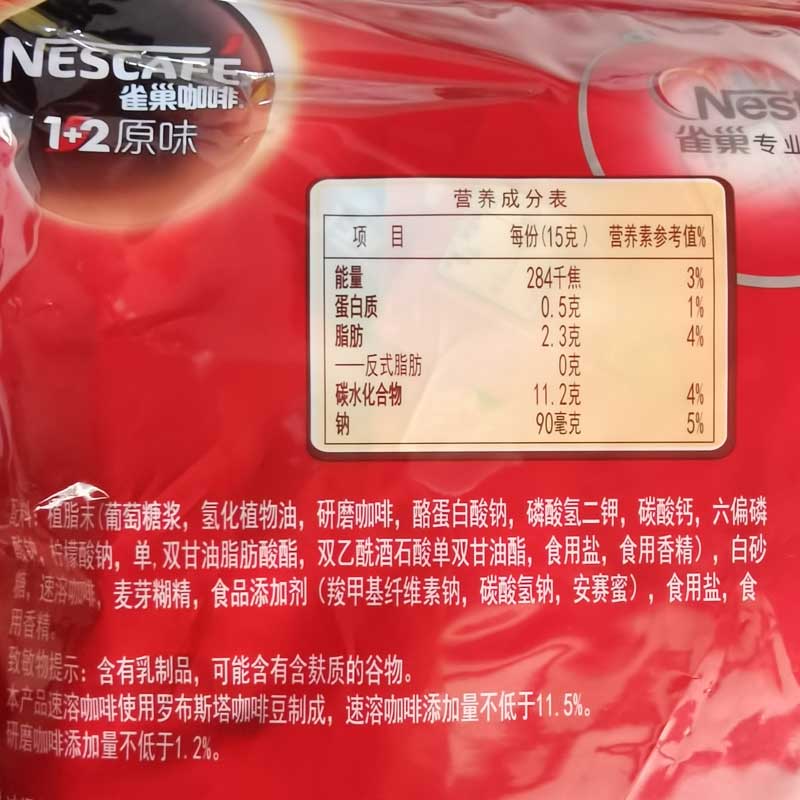 NESCAFÉ
雀巢咖啡
1+2原味
Nes
雀巢专业
营养成分表
项 目 每份(15克) 营养素参考值%
能量 284千焦 3%
蛋白质 0.5克 1%
脂肪 2.3克 4%
——反式脂肪 0克
碳水化合物 11.2克 4%
钠 90毫克 5%
配料:植脂末(葡萄糖浆，氢化植物油，研磨咖啡，酪蛋白酸钠，磷酸氢二钾，碳酸钙，六偏磷
酸钠，柠檬酸钠，单,双甘油脂肪酸酯，双乙酰酒石酸单双甘油酯，食用盐，食用香精)，白砂
糖，速溶咖啡，麦芽糊精，食品添加剂(羧甲基纤维素钠，碳酸氢钠，安赛蜜)，食用盐，食
用香精。
致敏物提示：含有乳制品，可能含有含麸质的谷物。
本产品速溶咖啡使用罗布斯塔咖啡豆制成，速溶咖啡添加量不低于11.5%。
研磨咖啡添加量不低于1.2%。